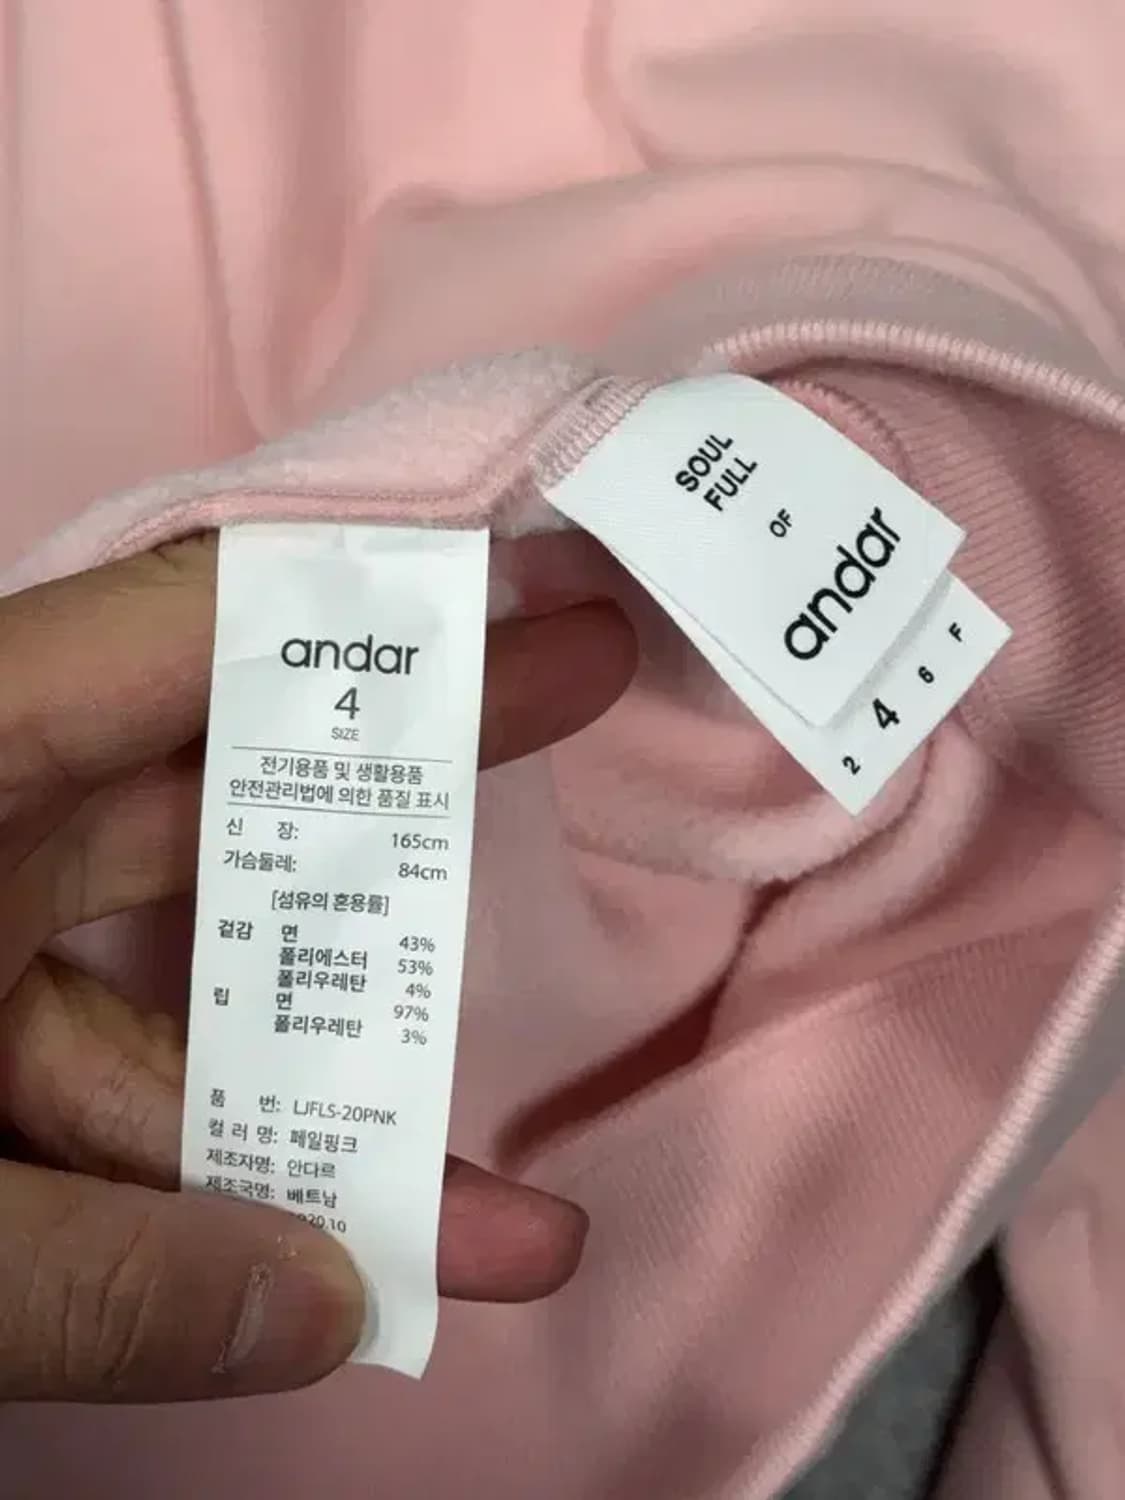 andar
4
SIZE
전기용품 및 생활용품
안전관리법에 의한 품질 표시
신 장: 165cm
가슴둘레: 84cm
[섬유의 혼용률]
겉감 면 43%
폴리에스터 53%
폴리우레탄 4%
립 면 97%
폴리우레탄 3%
품 번: LJFLS-20PNK
컬 러 명: 페일핑크
제조자명: 안다르
제조국명: 베트남
20.10
SOUL
FULL
OF
andar
2 4 6 F